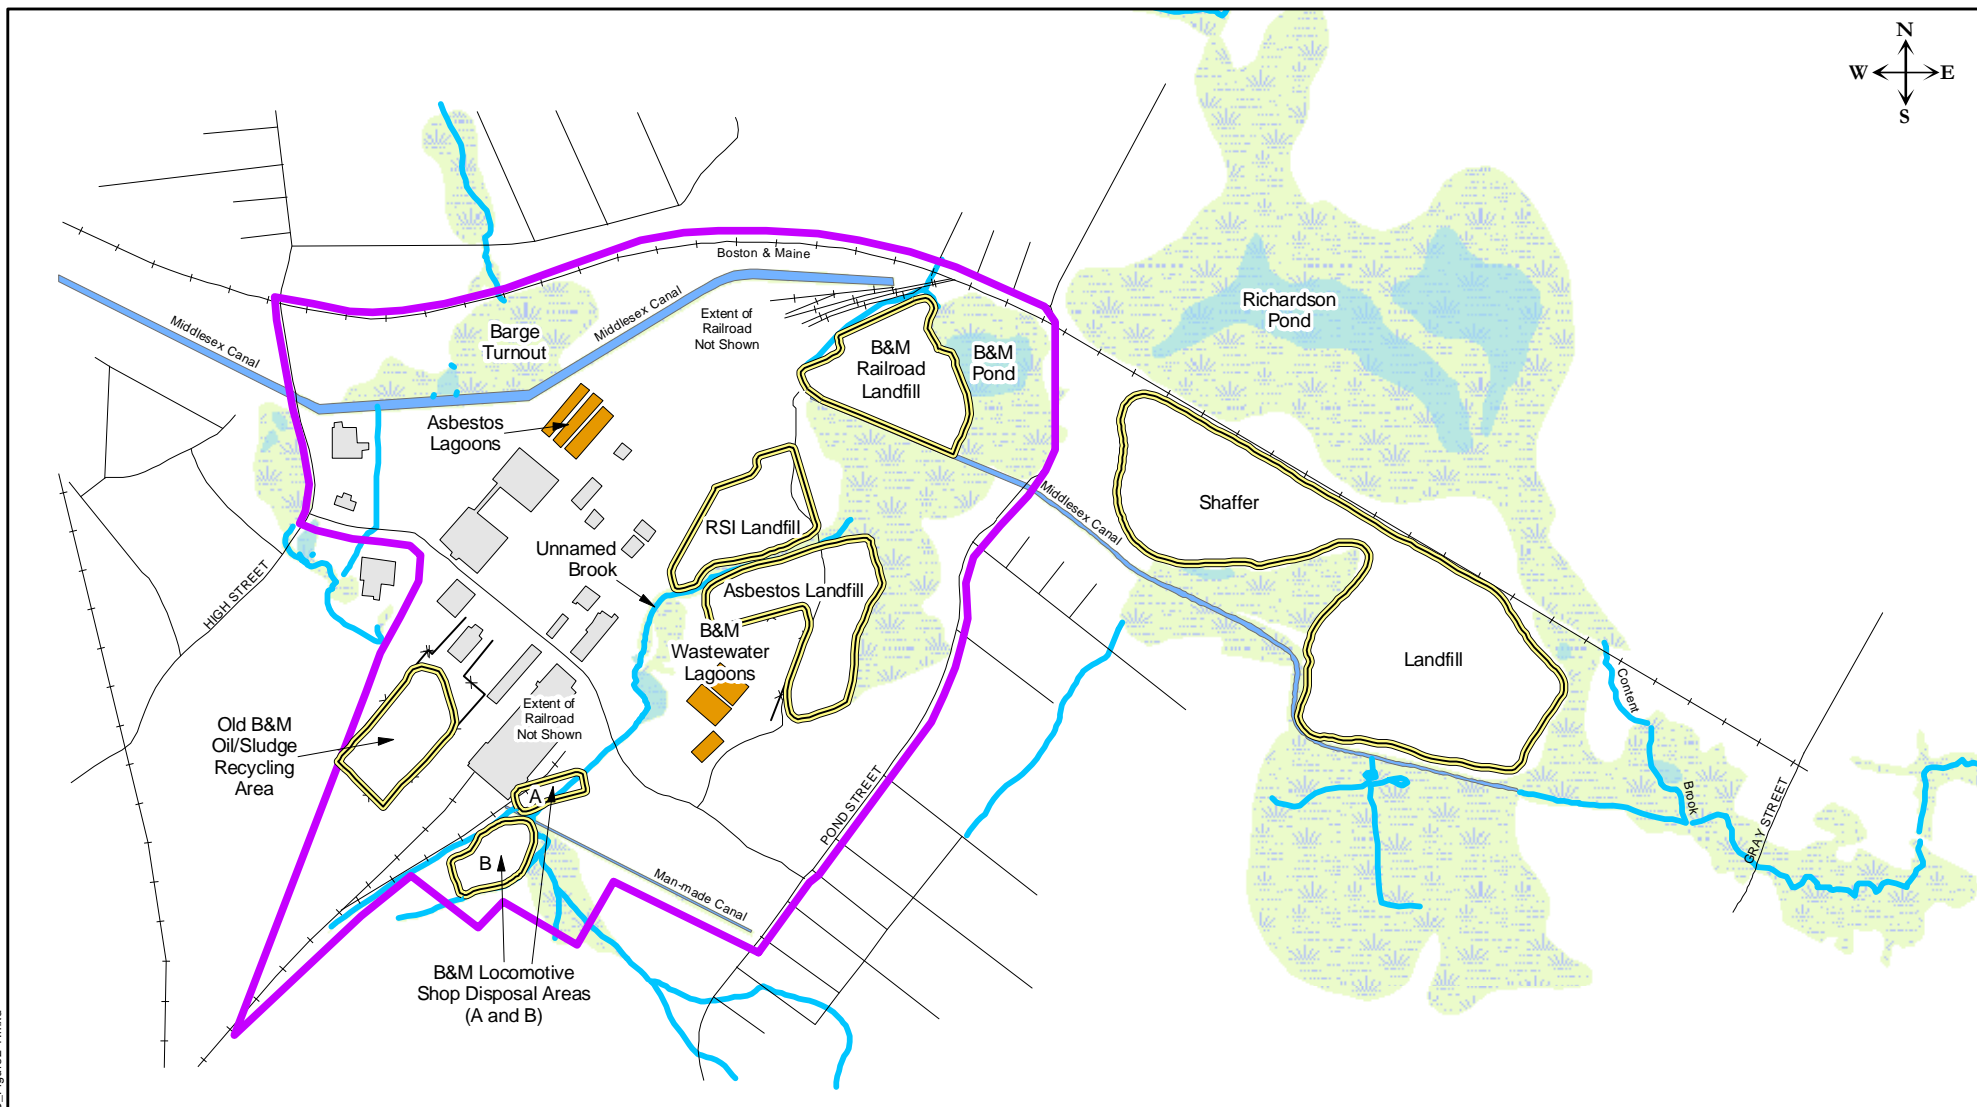 N
W E
S
Boston & Maine
Middlesex Canal
Middlesex Canal
Barge
Turnout
Extent of
Railroad
Not Shown
B&M
Railroad
Landfill
B&M
Pond
Richardson
Pond
Asbestos
Lagoons
Middlesex Canal
Shaffer
RSI Landfill
Unnamed
Brook
Asbestos Landfill
HIGH STREET
B&M
Wastewater
Lagoons
Landfill
Content
Brook
Old B&M
Oil/Sludge
Recycling
Area
Extent of
Railroad
Not Shown
A
B
POND STREET
GRAY STREET
Man-made Canal
B&M Locomotive
Shop Disposal Areas
(A and B)